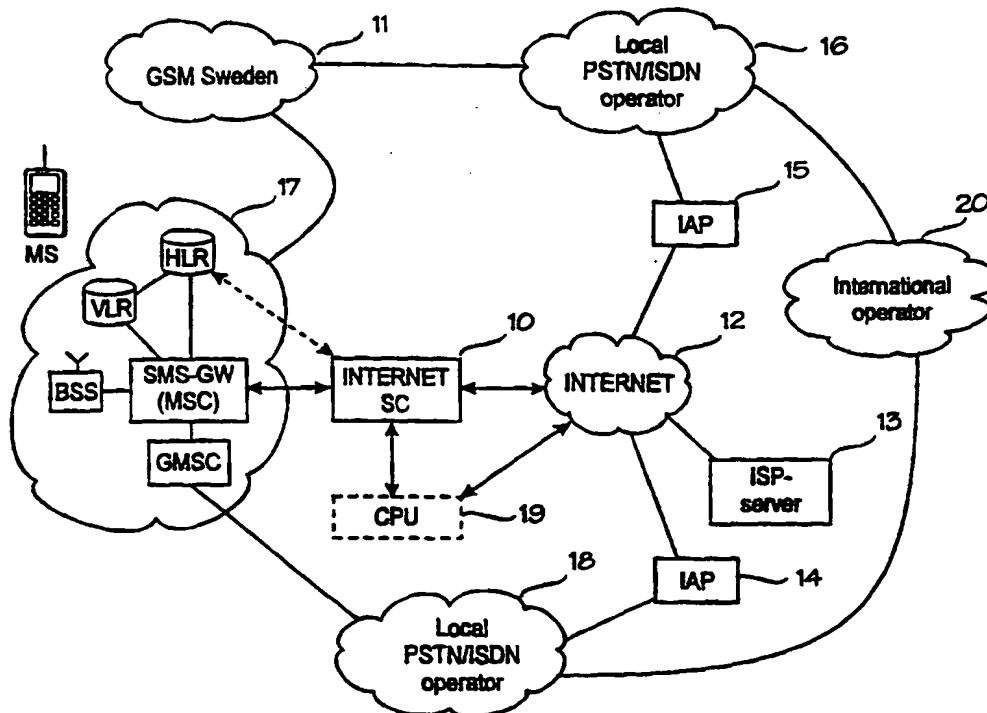 11
GSM Sweden
Local
PSTN/ISDN
operator
16
MS
17
HLR
VLR
BSS
SMS-GW
(MSC)
GMSC
10
INTERNET
SC
CPU
19
12
INTERNET
15
IAP
20
International
operator
13
ISP-
server
IAP
14
18
Local
PSTN/ISDN
operator